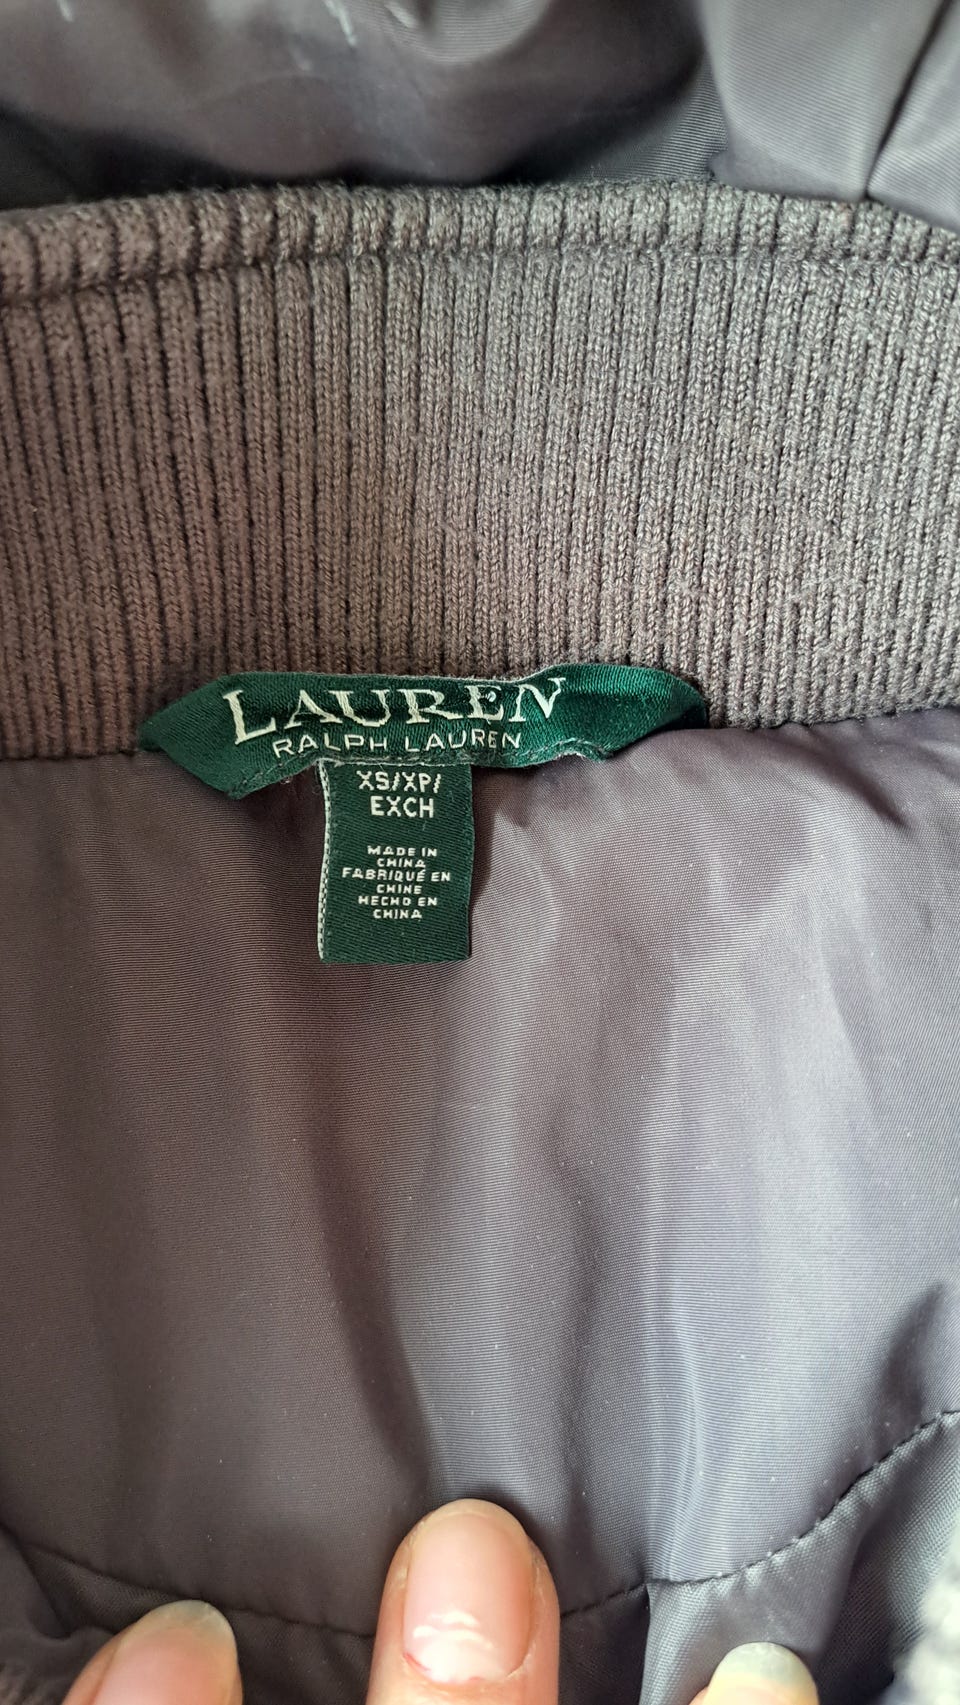 LAUREN
RALPH LAUREN
XS/XP/
EXCH
MADE IN
CHINA
FABRIQUÉ EN
CHINE
HECHO EN
CHINA